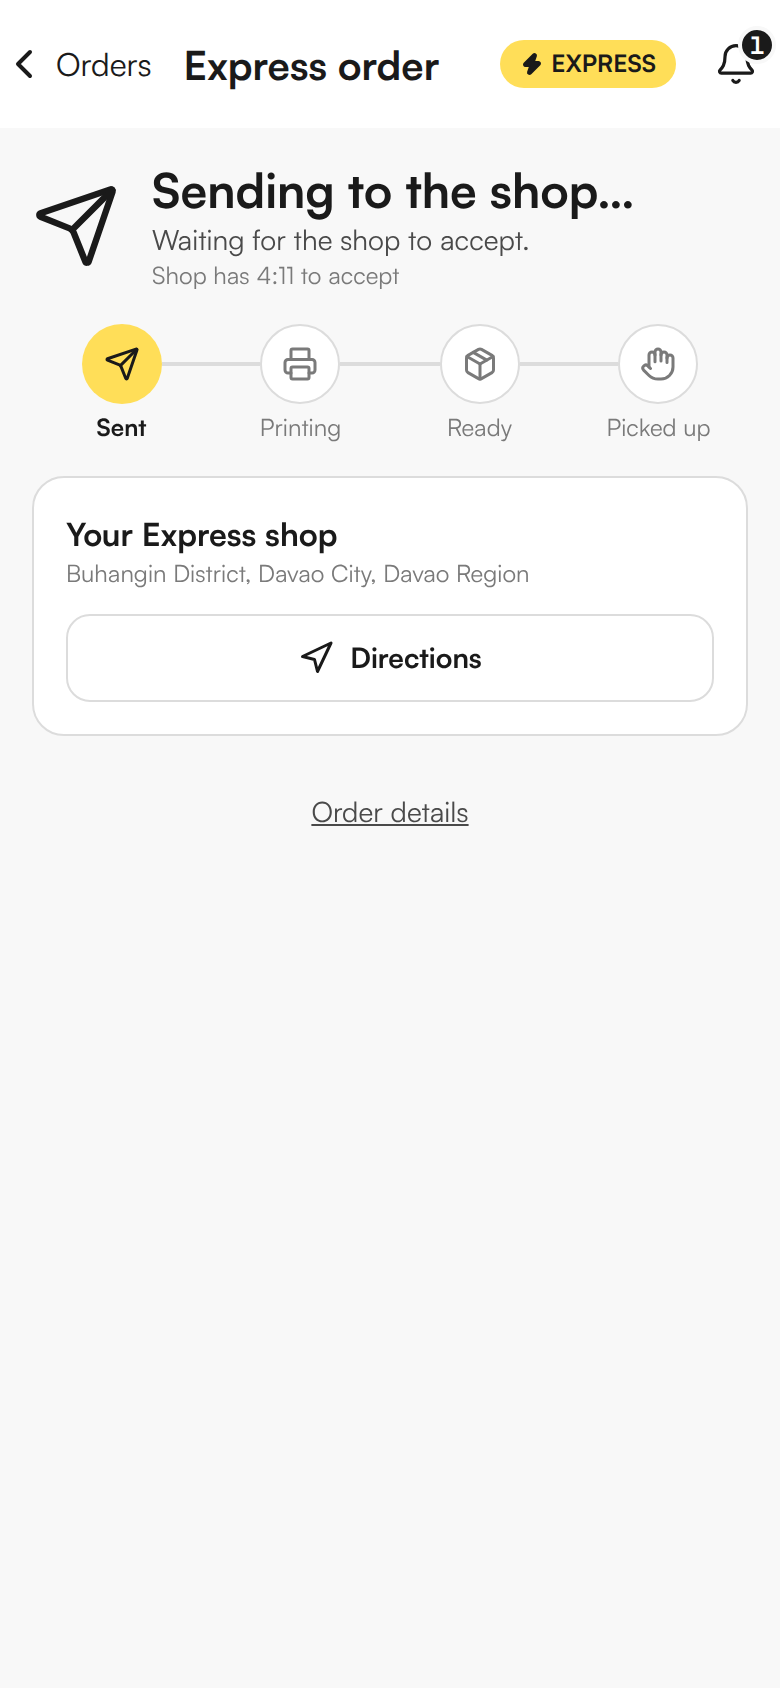 Orders
Express order
EXPRESS
1
Sending to the shop...
Waiting for the shop to accept.
Shop has 4:11 to accept
Sent
Printing
Ready
Picked up
Your Express shop
Buhangin District, Davao City, Davao Region
Directions
Order details